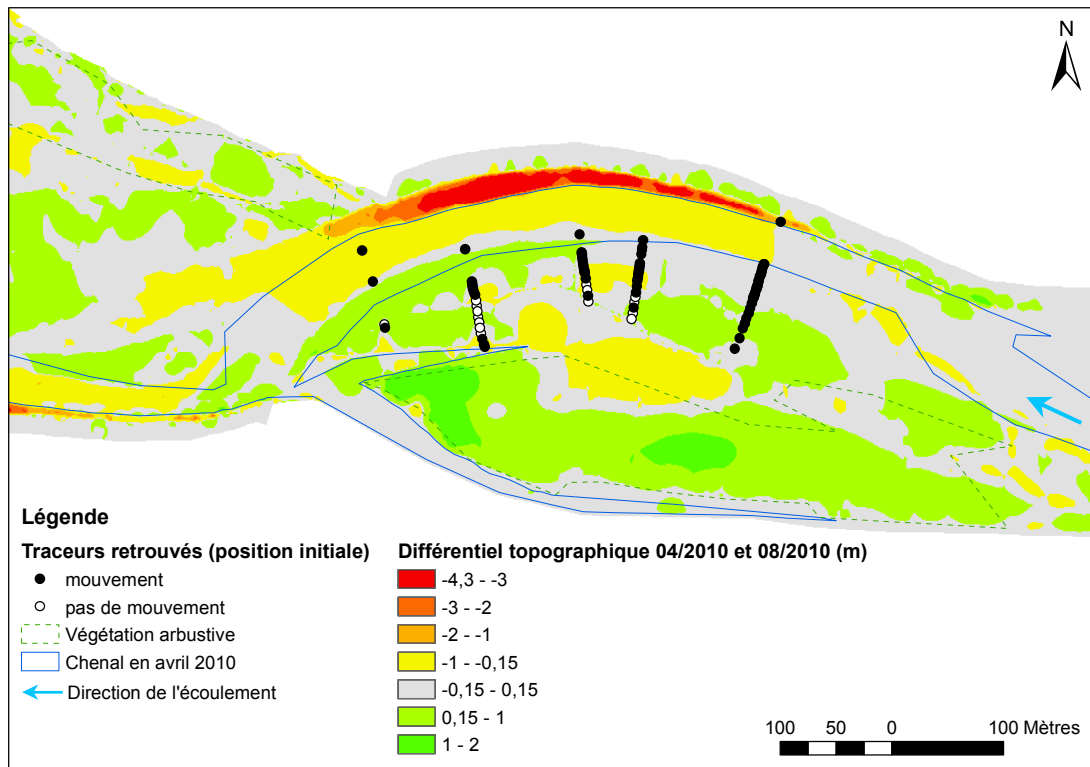 N
Légende
Traceurs retrouvés (position initiale)
mouvement
pas de mouvement
Végétation arbustive
Chenal en avril 2010
Direction de l'écoulement
Différentiel topographique 04/2010 et 08/2010 (m)
-4,3 - -3
-3 - -2
-2 - -1
-1 - -0,15
-0,15 - 0,15
0,15 - 1
1 - 2
100 50 0 100 Mètres